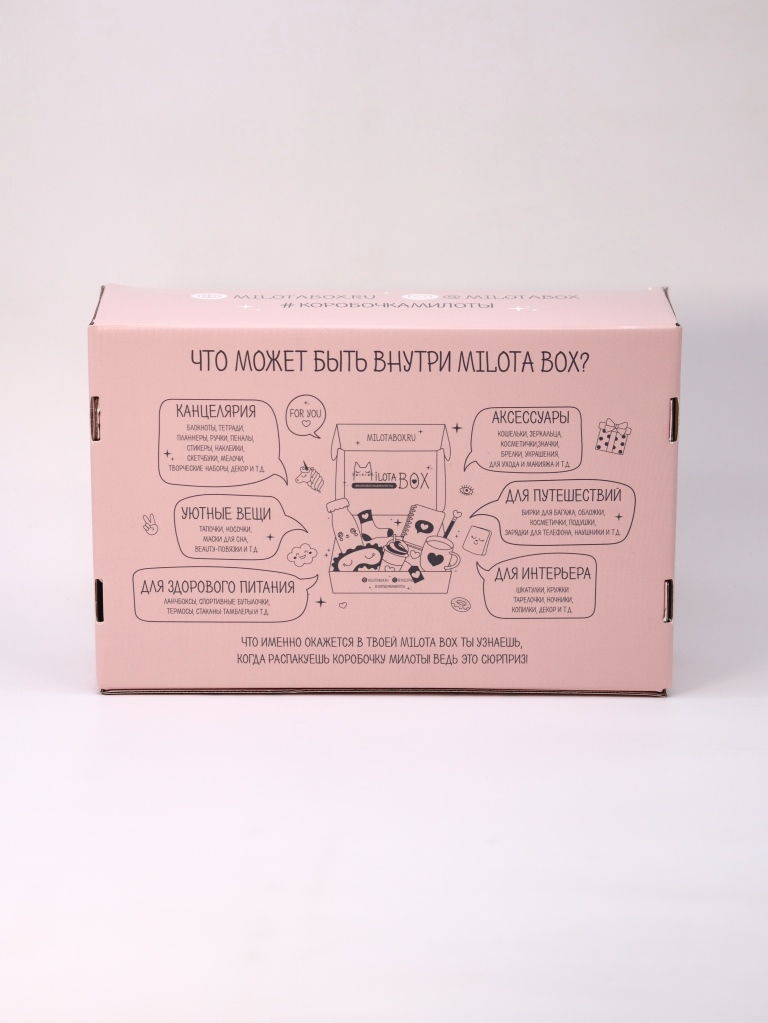 MILOTABOX.RU @MILOTABOX
#КОРОБОЧКАМИЛОТЫ
ЧТО МОЖЕТ БЫТЬ ВНУТРИ MILOTA BOX?
КАНЦЕЛЯРИЯ
БЛОКНОТЫ, ТЕТРАДИ,
ПЛАННЕРЫ, РУЧКИ, ПЕНАЛЫ,
СТИКЕРЫ, НАКЛЕЙКИ,
СКЕТЧБУКИ, МЕЛОЧИ,
ТВОРЧЕСКИЕ НАБОРЫ, ДЕКОР И Т.Д.
FOR YOU
УЮТНЫЕ ВЕЩИ
ТАПОЧКИ, НОСОЧКИ,
МАСКИ ДЛЯ СНА,
BEAUTY-ПОВЯЗКИ И Т.Д.
ДЛЯ ЗДОРОВОГО ПИТАНИЯ
ЛАНЧБОКСЫ, СПОРТИВНЫЕ БУТЫЛОЧКИ,
ТЕРМОСЫ, СТАКАНЫ-ТАМБЛЕРЫ И Т.Д.
MILOTABOX.RU
MILOTA BOX
АКСЕССУАРЫ
КОШЕЛЬКИ, ЗЕРКАЛЬЦА,
КОСМЕТИЧКИ,ЗНАЧКИ,
БРЕЛКИ, УКРАШЕНИЯ,
ДЛЯ УХОДА И МАКИЯЖА И Т.Д.
ДЛЯ ПУТЕШЕСТВИЙ
БИРКИ ДЛЯ БАГАЖА, ОБЛОЖКИ,
КОСМЕТИЧКИ, ПОДУШКИ,
ЗАРЯДКИ ДЛЯ ТЕЛЕФОНА, НАУШНИКИ И Т.Д.
ДЛЯ ИНТЕРЬЕРА
ШКАТУЛКИ, КРУЖКИ
ТАРЕЛОЧКИ, НОЧНИКИ,
КОПИЛКИ, ДЕКОР И Т.Д.
ЧТО ИМЕННО ОКАЖЕТСЯ В ТВОЕЙ MILOTA BOX ТЫ УЗНАЕШЬ,
КОГДА РАСПАКУЕШЬ КОРОБОЧКУ МИЛОТЫ! ВЕДЬ ЭТО СЮРПРИЗ!